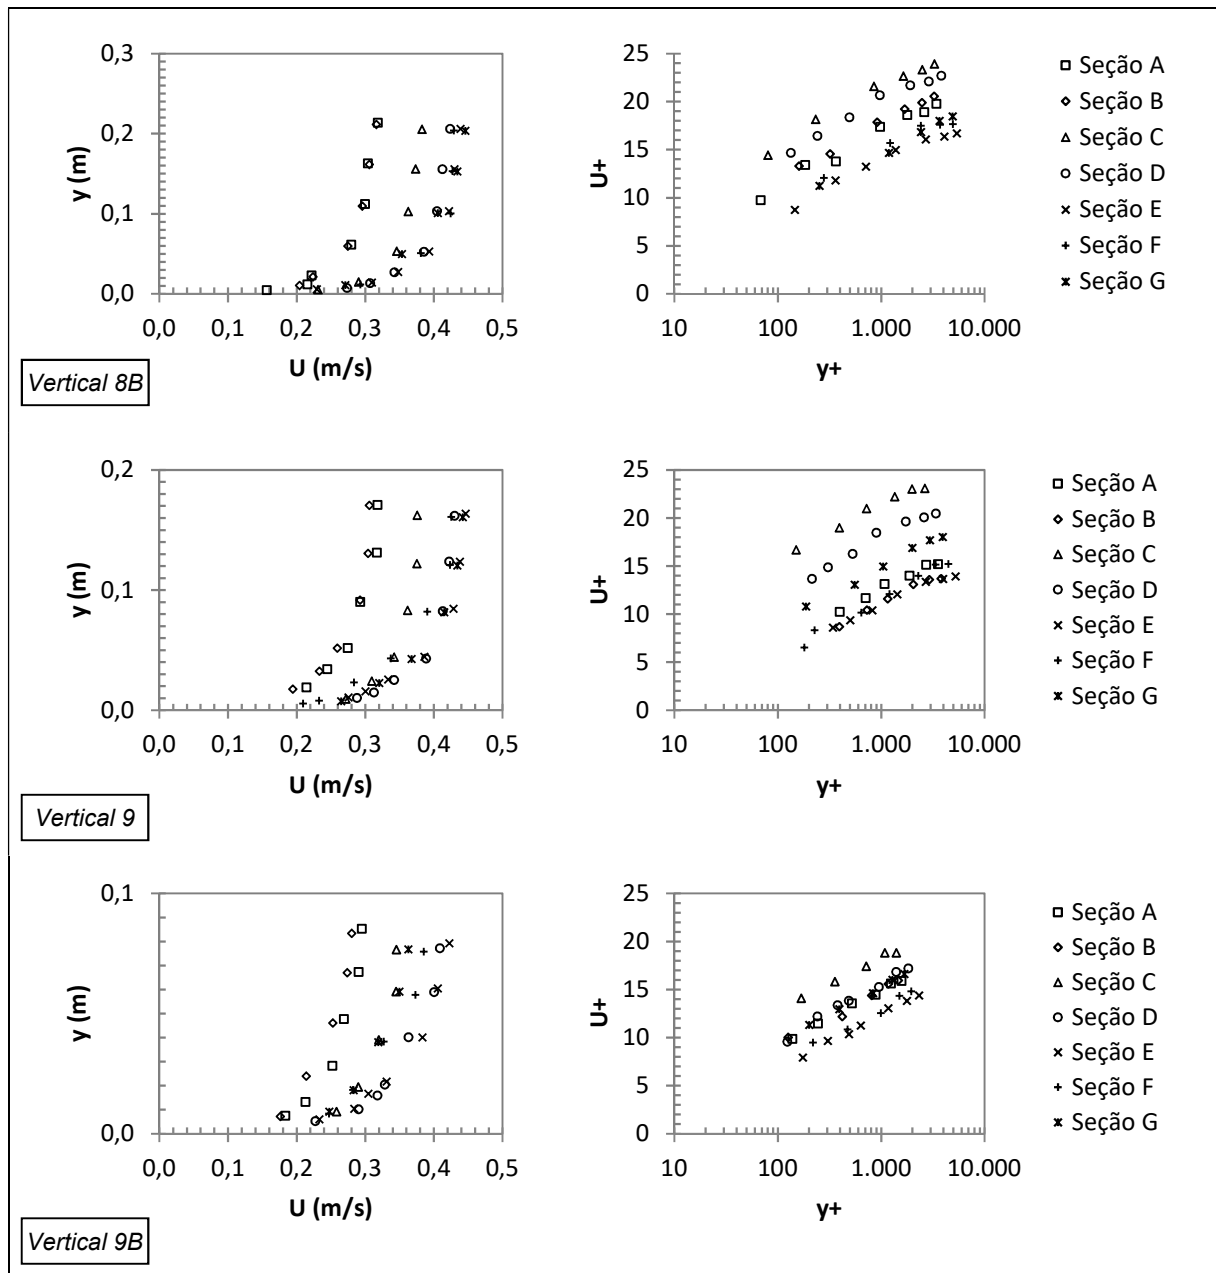 0,3
0,2
0,1
0,0
y (m)
0,0 0,1 0,2 0,3 0,4 0,5
U (m/s)
25
20
15
10
5
0
U+
10 100 1.000 10.000
y+
Seção A
Seção B
Seção C
Seção D
Seção E
Seção F
Seção G
Vertical 8B
0,2
0,1
0,0
y (m)
0,0 0,1 0,2 0,3 0,4 0,5
U (m/s)
25
20
15
10
5
0
U+
10 100 1.000 10.000
y+
Seção A
Seção B
Seção C
Seção D
Seção E
Seção F
Seção G
Vertical 9
0,1
0,0
y (m)
0,0 0,1 0,2 0,3 0,4 0,5
U (m/s)
25
20
15
10
5
0
U+
10 100 1.000 10.000
y+
Seção A
Seção B
Seção C
Seção D
Seção E
Seção F
Seção G
Vertical 9B